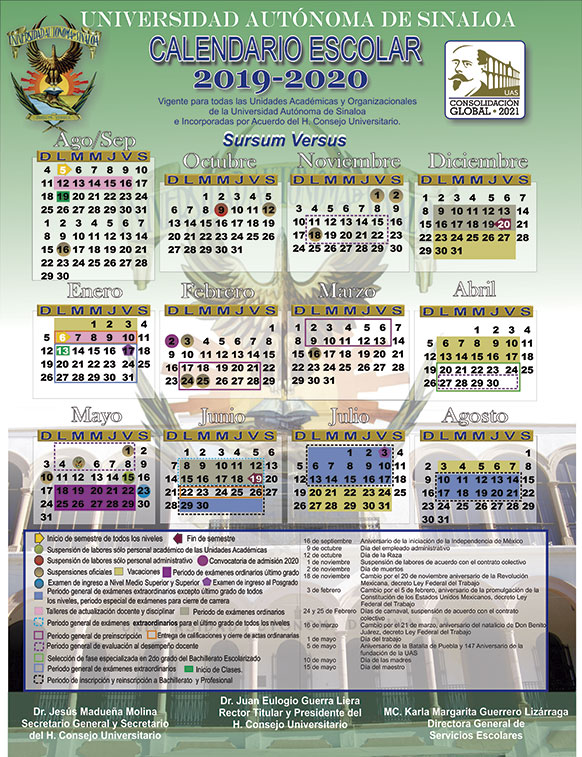 UNIVERSIDAD AUTÓNOMA DE SINALOA
CALENDARIO ESCOLAR
2019-2020
Vigente para todas las Unidades Académicas y Organizacionales
de la Universidad Autónoma de Sinaloa
e Incorporadas por Acuerdo del H. Consejo Universitario.
Sursum Versus
UAS
CONSOLIDACIÓN
GLOBAL • 2021
Ago/Sep
D L M M J V S
4 5 6 7 8 9 10
11 12 13 14 15 16 17
18 19 20 21 22 23 24
25 26 27 28 29 30 31
1 2 3 4 5 6 7
8 9 10 11 12 13 14
15 16 17 18 19 20 21
22 23 24 25 26 27 28
29 30
Octubre
D L M M J V S
1 2 3 4 5
6 7 8 9 10 11 12
13 14 15 16 17 18 19
20 21 22 23 24 25 26
27 28 29 30 31
Noviembre
D L M M J V S
1 2
3 4 5 6 7 8 9
10 11 12 13 14 15 16
17 18 19 20 21 22 23
24 25 26 27 28 29 30
Diciembre
D L M M J V S
1 2 3 4 5 6 7
8 9 10 11 12 13 14
15 16 17 18 19 20 21
22 23 24 25 26 27 28
29 30 31
Enero
D L M M J V S
1 2 3 4
5 6 7 8 9 10 11
12 13 14 15 16 17 18
19 20 21 22 23 24 25
26 27 28 29 30 31
Febrero
D L M M J V S
1
2 3 4 5 6 7 8
9 10 11 12 13 14 15
16 17 18 19 20 21 22
23 24 25 26 27 28 29
Marzo
D L M M J V S
1 2 3 4 5 6 7
8 9 10 11 12 13 14
15 16 17 18 19 20 21
22 23 24 25 26 27 28
29 30 31
Abril
D L M M J V S
1 2 3 4
5 6 7 8 9 10 11
12 13 14 15 16 17 18
19 20 21 22 23 24 25
26 27 28 29 30
Mayo
D L M M J V S
1 2
3 4 5 6 7 8 9
10 11 12 13 14 15 16
17 18 19 20 21 22 23
24 25 26 27 28 29 30
31
Junio
D L M M J V S
1 2 3 4 5 6
7 8 9 10 11 12 13
14 15 16 17 18 19 20
21 22 23 24 25 26 27
28 29 30
Julio
D L M M J V S
1 2 3 4
5 6 7 8 9 10 11
12 13 14 15 16 17 18
19 20 21 22 23 24 25
26 27 28 29 30 31
Agosto
D L M M J V S
1
2 3 4 5 6 7 8
9 10 11 12 13 14 15
16 17 18 19 20 21 22
23 24 25 26 27 28 29
30 31
Inicio de semestre de todos los niveles
Fin de semestre
Suspensión de labores sólo personal académico de las Unidades Académicas
Suspensión de labores sólo personal administrativo
Convocatoria de admisión 2020
Suspensiones oficiales
Vacaciones
Período de exámenes ordinarios último grado
Examen de ingreso a Nivel Medio Superior y Superior
Examen de ingreso al Posgrado
Periodo general de exámenes extraordinarios excepto último grado de todos
los niveles, periodo especial de exámenes para cierre de carrera
Talleres de actualización docente y disciplinar
Periodo de exámenes ordinarios
Periodo general de exámenes extraordinarios para el último grado de todos los niveles
Periodo general de preinscripción
Entrega de calificaciones y cierre de actas ordinarias
Periodo general de evaluación al desempeño docente
Selección de fase especializada en 2do grado del Bachillerato Escolarizado
Periodo general de exámenes extraordinarios
Inicio de Clases.
Periodo de inscripción y reinscripción a Bachillerato y Profesional
16 de septiembre Aniversario de la iniciación de la Independencia de México
9 de octubre Día del empleado administrativo
12 de octubre Día de la Raza
1 de noviembre Suspensión de labores de acuerdo con el contrato colectivo
2 de noviembre Día de muertos
18 de noviembre Cambio por el 20 de noviembre aniversario de la Revolución
Mexicana, decreto Ley Federal del Trabajo
3 de febrero Cambio por el 5 de febrero, aniversario de la promulgación de la
Constitución de los Estados Unidos Mexicanos, decreto Ley
Federal del Trabajo
24 y 25 de febrero Días de carnaval, suspensión de acuerdo con el contrato
colectivo
16 de marzo Cambio por el 21 de marzo, aniversario del natalicio de Don Benito
Juárez, decreto Ley Federal del Trabajo
1 de mayo Día del trabajo
5 de mayo Aniversario de la Batalla de Puebla y 147 Aniversario de la
fundación de la UAS
10 de mayo Día de las madres
15 de mayo Día del maestro
Dr. Jesús Madueña Molina
Secretario General y Secretario
del H. Consejo Universitario
Dr. Juan Eulogio Guerra Liera
Rector Titular y Presidente del
H. Consejo Universitario
MC. Karla Margarita Guerrero Lizárraga
Directora General de
Servicios Escolares